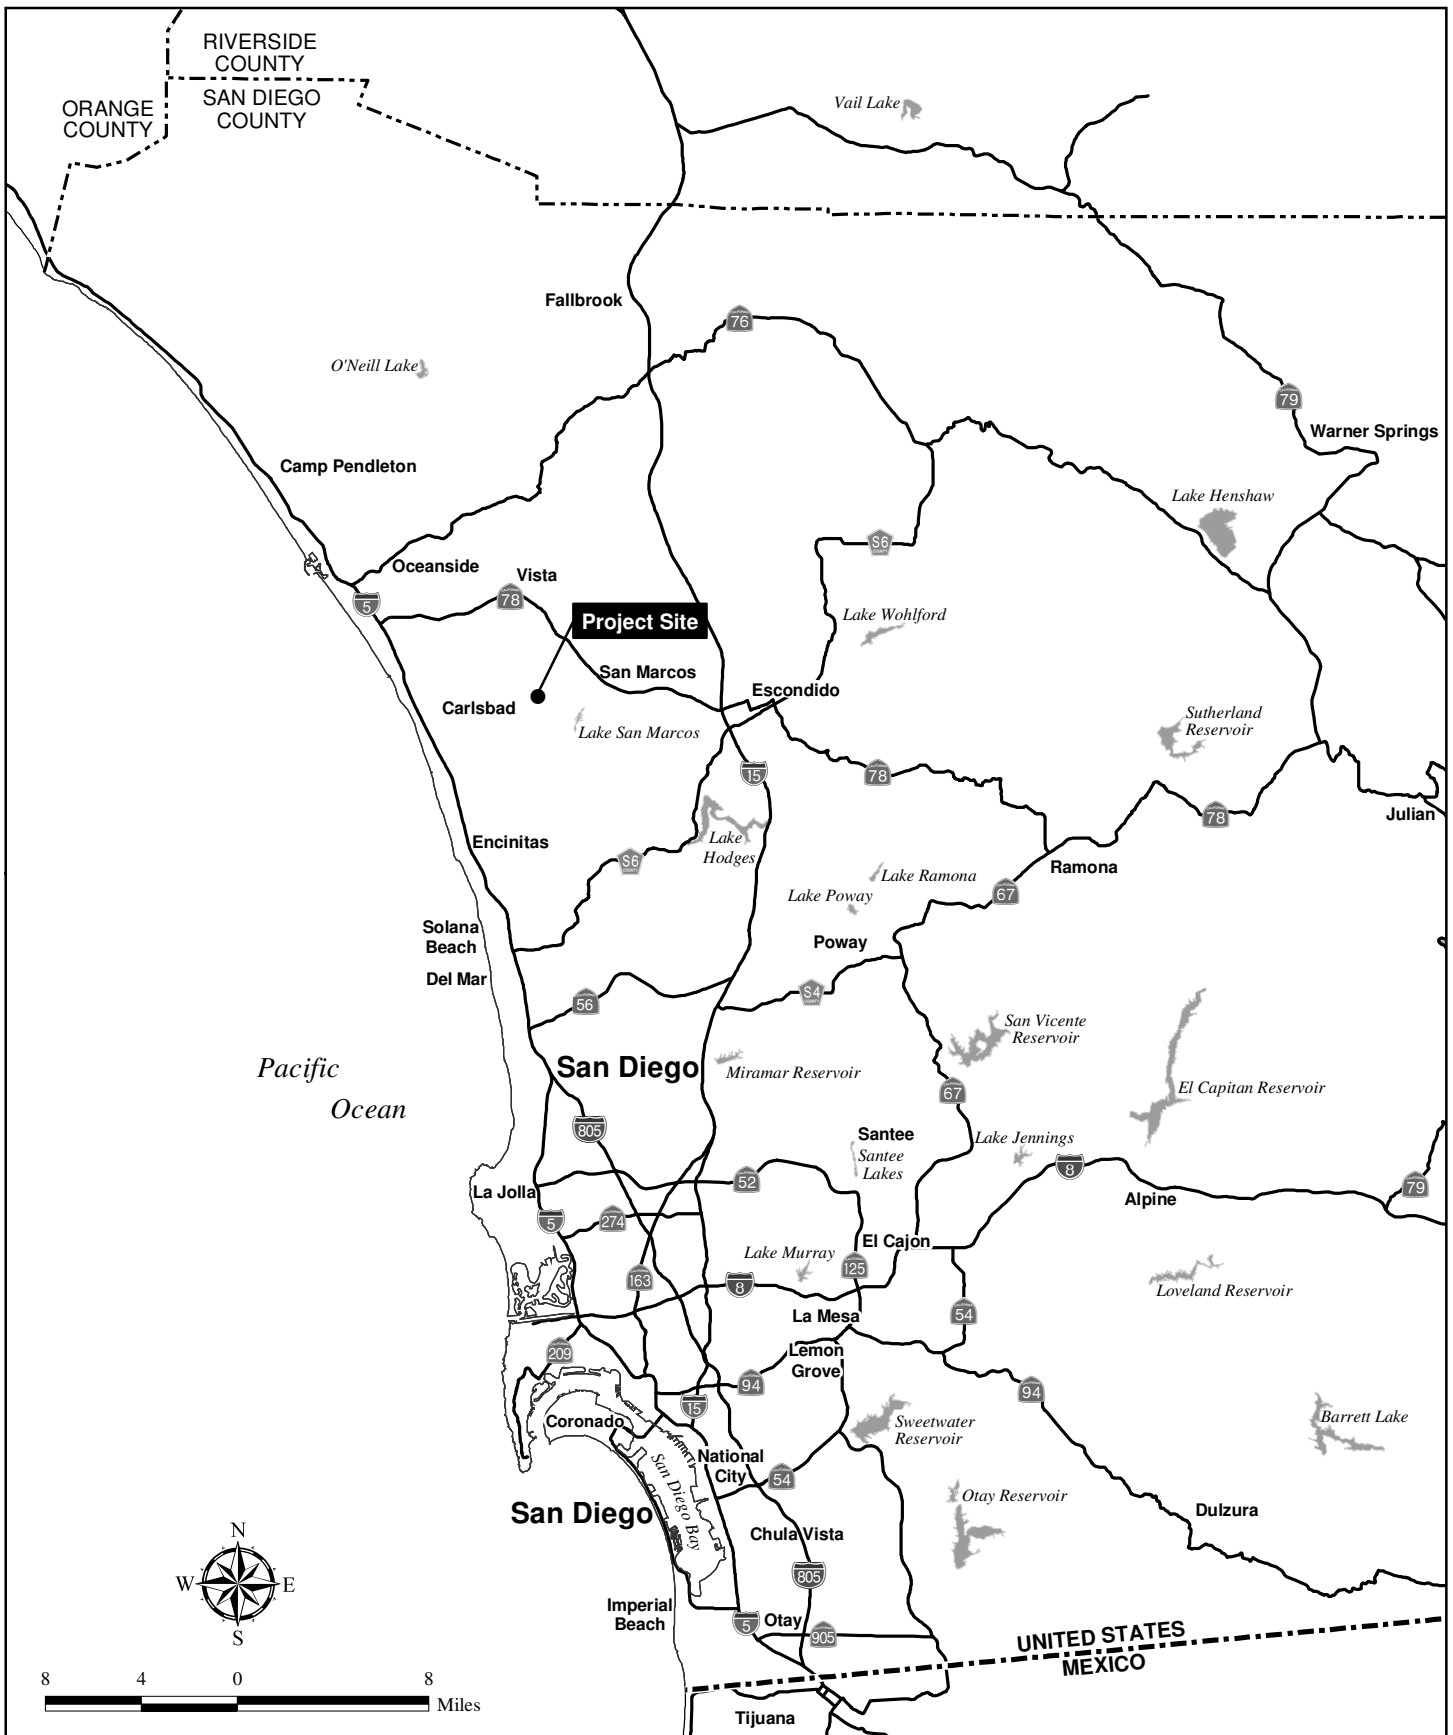 RIVERSIDE
COUNTY
ORANGE
COUNTY
SAN DIEGO
COUNTY
Vail Lake
Fallbrook
76
O'Neill Lake
79
Warner Springs
Camp Pendleton
Lake Henshaw
S6
COUNTY
Oceanside
Vista
5
78
Project Site
Lake Wohlford
San Marcos
Escondido
Carlsbad
Lake San Marcos
Sutherland
Reservoir
15
78
78
Julian
Encinitas
Lake
Hodges
S6
COUNTY
Ramona
Lake Ramona
67
Lake Poway
Solana
Beach
Poway
Del Mar
56
S4
COUNTY
San Vicente
Reservoir
Pacific
Ocean
San Diego
Miramar Reservoir
67
El Capitan Reservoir
805
Santee
Santee
Lakes
Lake Jennings
8
La Jolla
52
Alpine
79
5
274
El Cajon
Lake Murray
125
163
8
Loveland Reservoir
La Mesa
54
209
Lemon
Grove
94
94
15
Coronado
Sweetwater
Reservoir
Barrett Lake
National
City
54
San Diego Bay
San Diego
Otay Reservoir
Dulzura
Chula Vista
805
N
W
E
S
Imperial
Beach
5
Otay
905
UNITED STATES
MEXICO
8
4
0
8
Miles
Tijuana